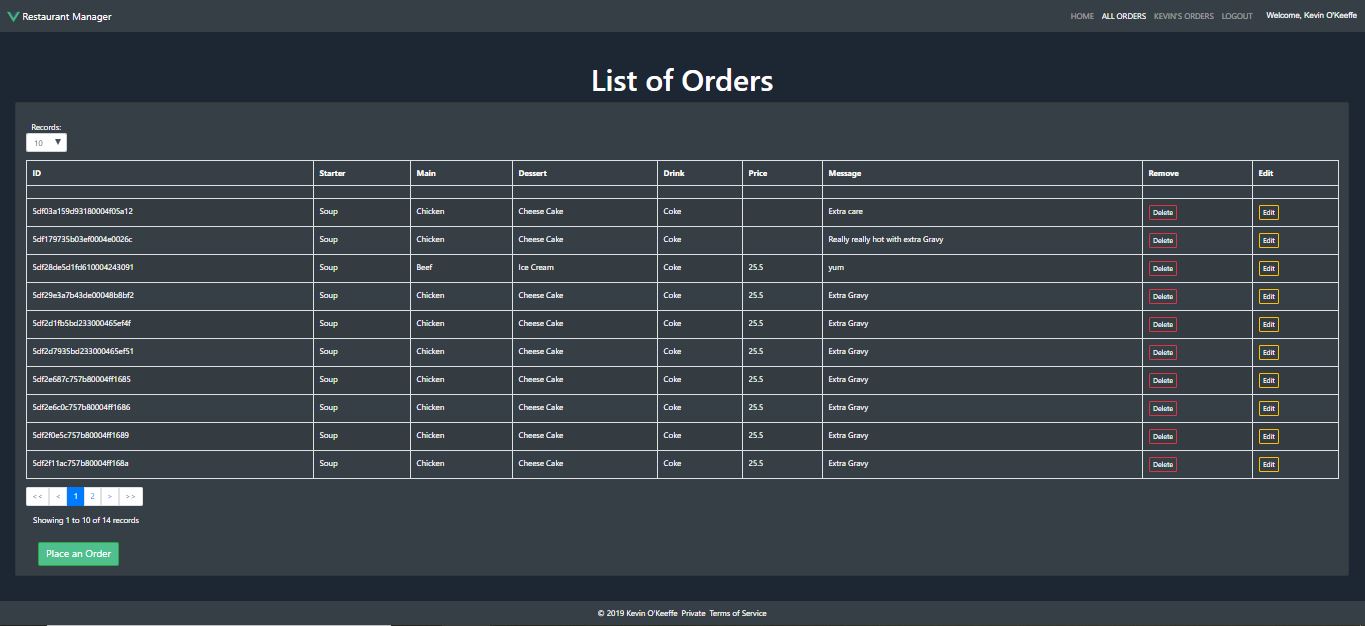 Restaurant Manager HOME ALL ORDERS KEVIN'S ORDERS LOGOUT Welcome, Kevin O'Keeffe
List of Orders
Records:
10
ID Starter Main Dessert Drink Price Message Remove Edit
5df03a159d93180004f05a12 Soup Chicken Cheese Cake Coke Extra care Delete Edit
5df179735b03ef0004e0026c Soup Chicken Cheese Cake Coke Really really hot with extra Gravy Delete Edit
5df28de5d1fd610004243091 Soup Beef Ice Cream Coke 25.5 yum Delete Edit
5df29e3a7b43de00048b8bf2 Soup Chicken Cheese Cake Coke 25.5 Extra Gravy Delete Edit
5df2d1fb5bd233000465ef4f Soup Chicken Cheese Cake Coke 25.5 Extra Gravy Delete Edit
5df2d7935bd233000465ef51 Soup Chicken Cheese Cake Coke 25.5 Extra Gravy Delete Edit
5df2e687c757b80004ff1685 Soup Chicken Cheese Cake Coke 25.5 Extra Gravy Delete Edit
5df2e6c0c757b80004ff1686 Soup Chicken Cheese Cake Coke 25.5 Extra Gravy Delete Edit
5df2f0e5c757b80004ff1689 Soup Chicken Cheese Cake Coke 25.5 Extra Gravy Delete Edit
5df2f11ac757b80004ff168a Soup Chicken Cheese Cake Coke 25.5 Extra Gravy Delete Edit
<< < 1 2 > >>
Showing 1 to 10 of 14 records
Place an Order
© 2019 Kevin O'Keeffe Private Terms of Service